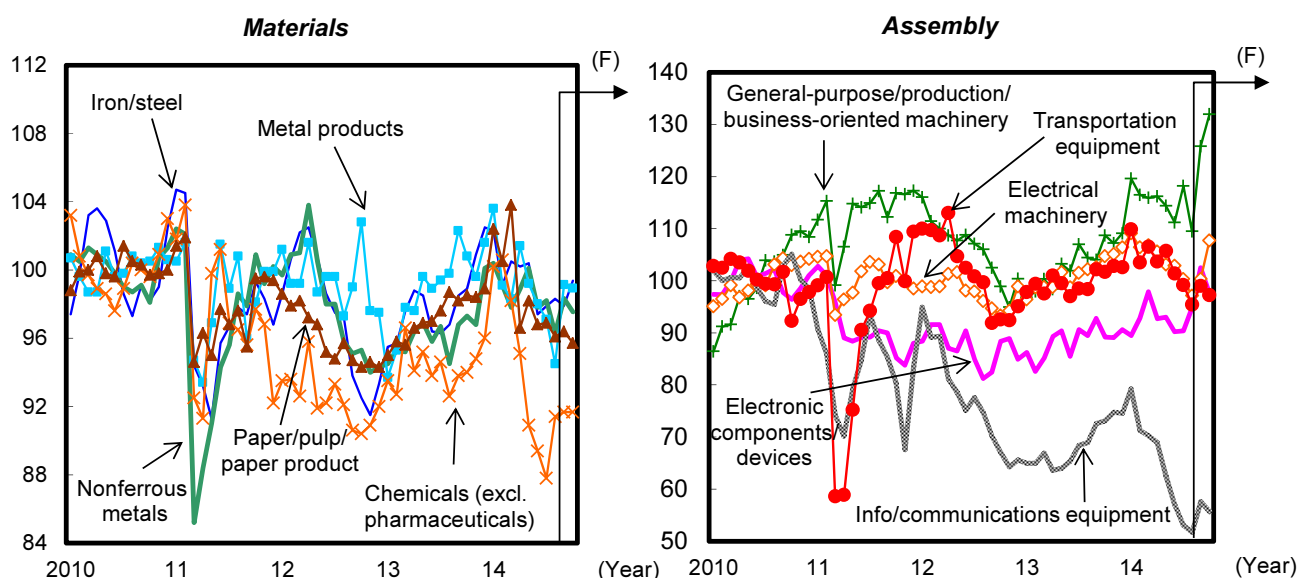 Materials
112
108
104
100
96
92
88
84
2010
11
12
13
14
(Year)
(F)
Iron/steel
Metal products
Paper/pulp/
paper product
Nonferrous
metals
Chemicals (excl.
pharmaceuticals)
Assembly
140
130
120
110
100
90
80
70
60
50
2010
11
12
13
14
(Year)
(F)
General-purpose/production/
business-oriented machinery
Transportation
equipment
Electrical
machinery
Electronic
components/
devices
Info/communications equipment